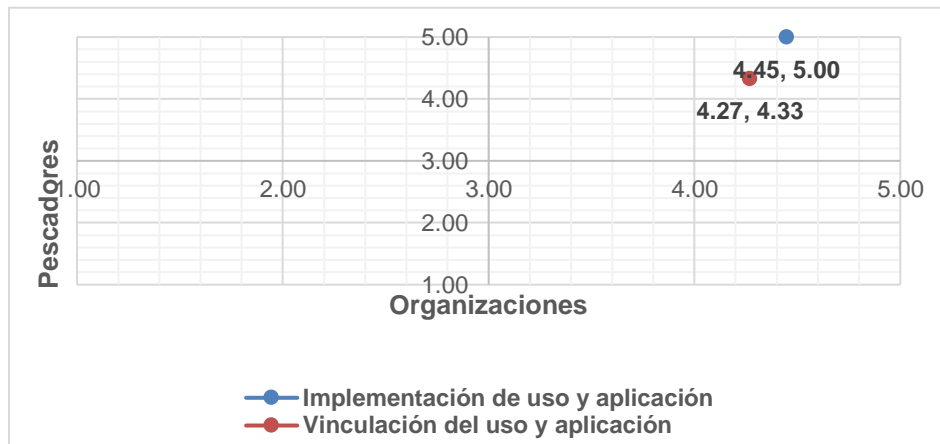 5.00
4.45, 5.00
4.00
4.27, 4.33
3.00
1.00 2.00 3.00 4.00 5.00
2.00
1.00
Pescadores
Organizaciones
Implementación de uso y aplicación
Vinculación del uso y aplicación